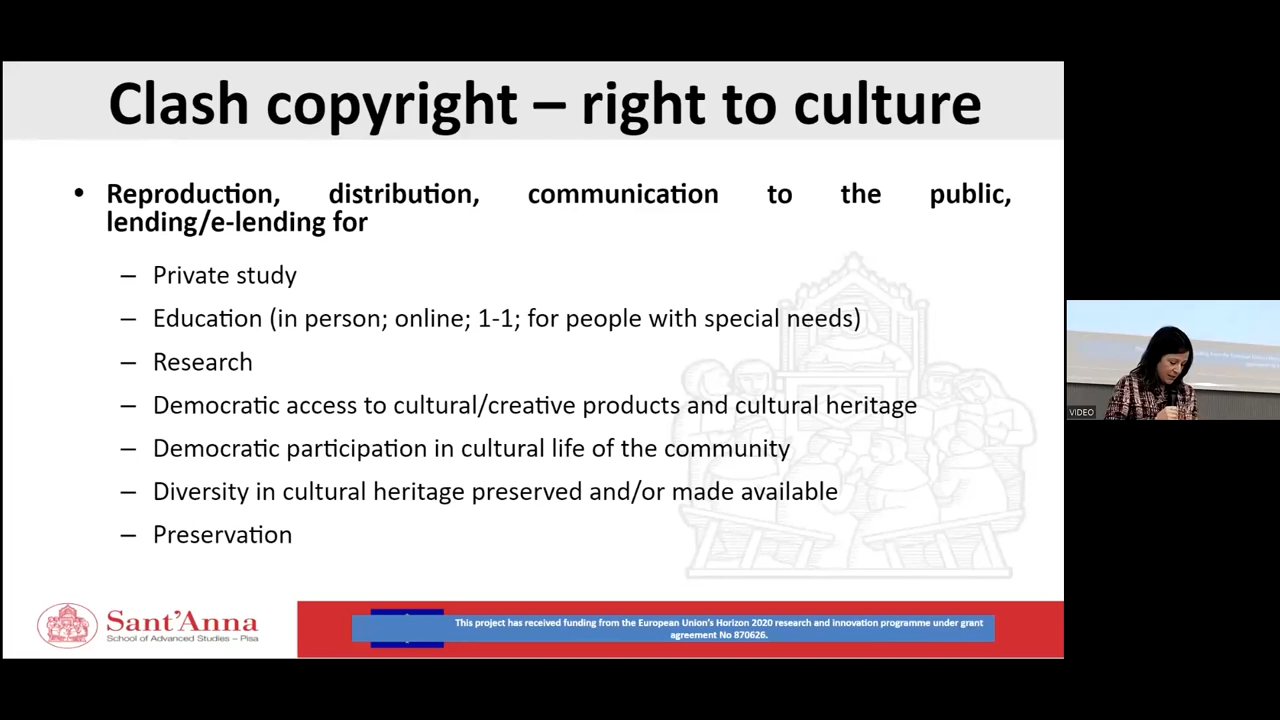 Clash copyright – right to culture
• Reproduction, distribution, communication to the public,
lending/e-lending for
– Private study
– Education (in person; online; 1-1; for people with special needs)
– Research
– Democratic access to cultural/creative products and cultural heritage
– Democratic participation in cultural life of the community
– Diversity in cultural heritage preserved and/or made available
– Preservation
Sant'Anna
School of Advanced Studies – Pisa
This project has received funding from the European Union's Horizon 2020 research and innovation programme under grant
agreement No 870626.
VIDEO